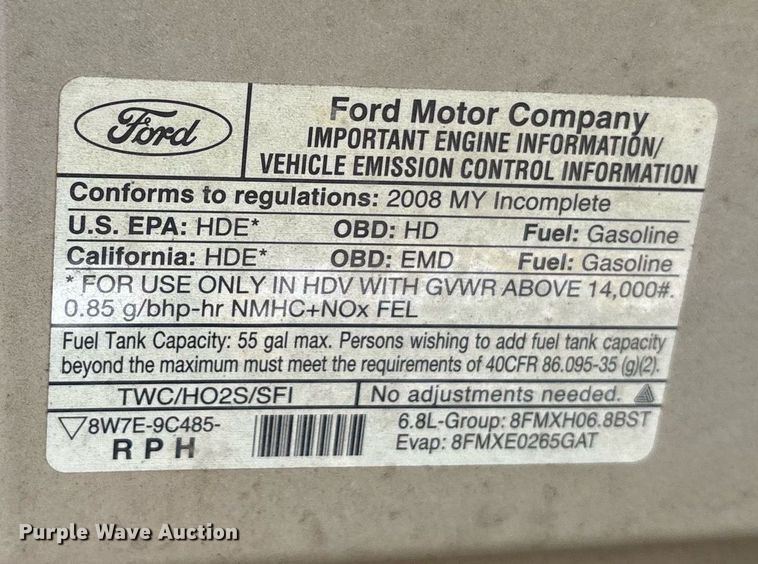 Ford
Ford Motor Company
IMPORTANT ENGINE INFORMATION/
VEHICLE EMISSION CONTROL INFORMATION
Conforms to regulations: 2008 MY Incomplete
U.S. EPA: HDE* OBD: HD Fuel: Gasoline
California: HDE* OBD: EMD Fuel: Gasoline
* FOR USE ONLY IN HDV WITH GVWR ABOVE 14,000#.
0.85 g/bhp-hr NMHC+NOx FEL
Fuel Tank Capacity: 55 gal max. Persons wishing to add fuel tank capacity
beyond the maximum must meet the requirements of 40CFR 86.095-35 (g)(2).
TWC/HO2S/SFI No adjustments needed.
8W7E-9C485- 6.8L-Group: 8FMXH06.8BST
R P H Evap: 8FMXE0265GAT
Purple Wave Auction